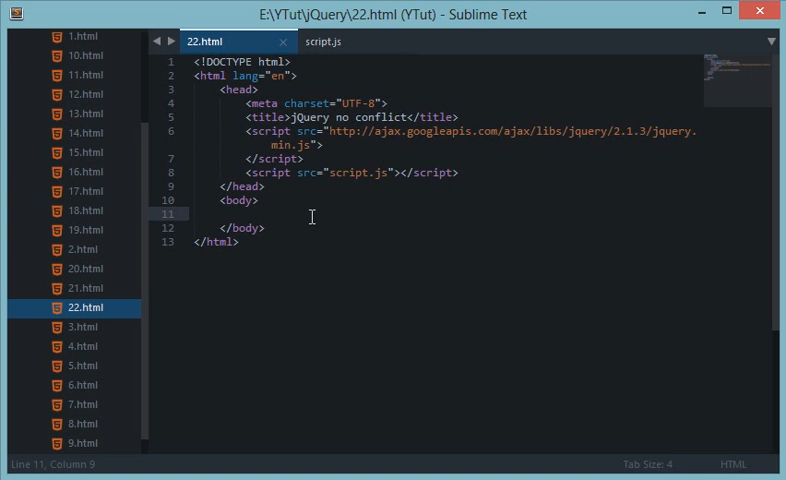 E:\YTut\jQuery\22.html (YTut) - Sublime Text
22.html
script.js
1.html
10.html
11.html
12.html
13.html
14.html
15.html
16.html
17.html
18.html
19.html
2.html
20.html
21.html
22.html
3.html
4.html
5.html
6.html
7.html
8.html
9.html
1 <!DOCTYPE html>
2 <html lang="en">
3 <head>
4 <meta charset="UTF-8">
5 <title>jQuery no conflict</title>
6 <script src="http://ajax.googleapis.com/ajax/libs/jquery/2.1.3/jquery.
min.js">
7 </script>
8 <script src="script.js"></script>
9 </head>
10 <body>
11
12 </body>
13 </html>
Line 11, Column 9
Tab Size: 4
HTML